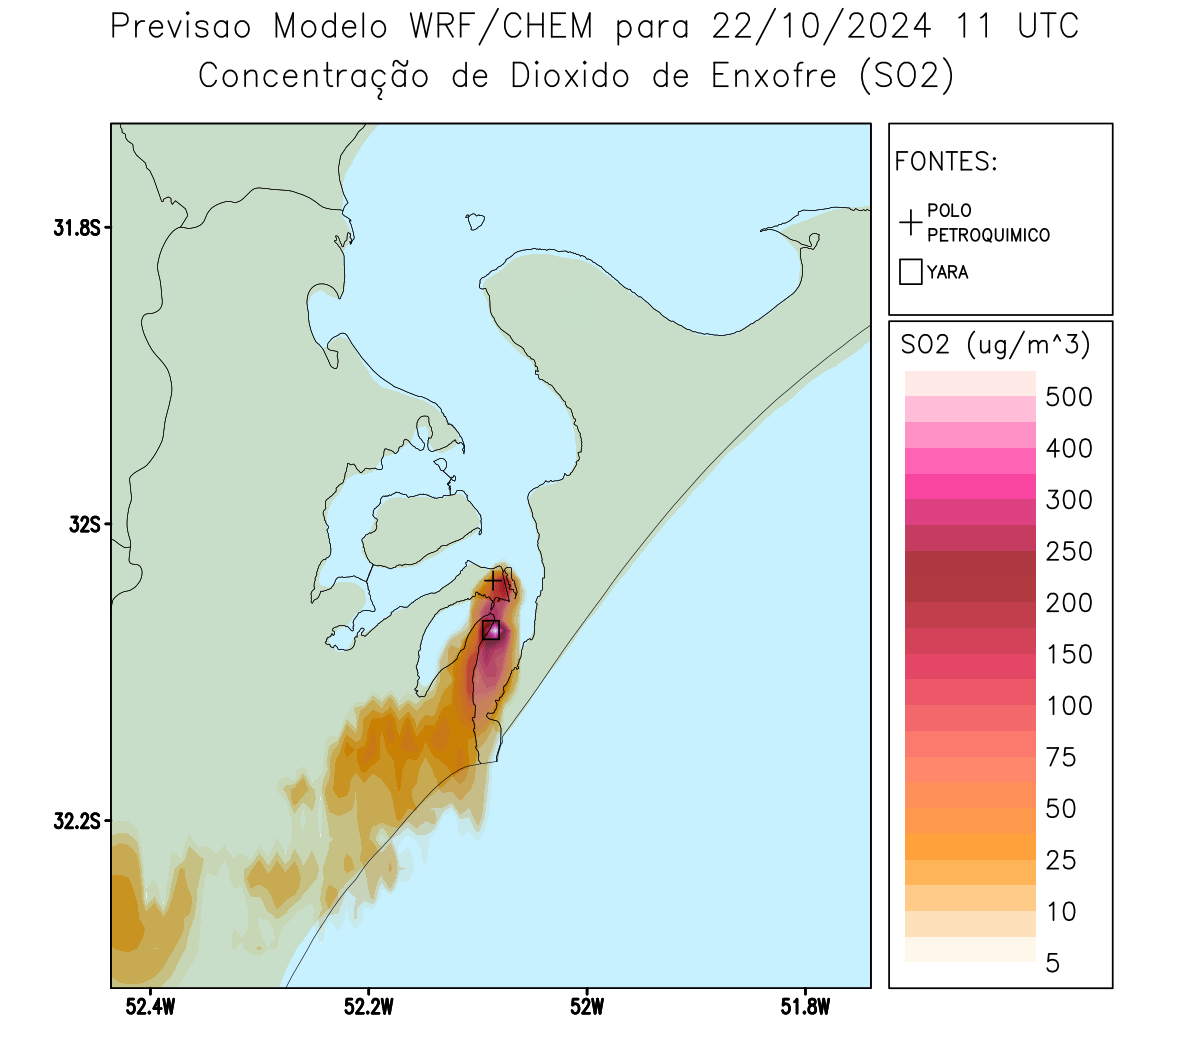 Previsao Modelo WRF/CHEM para 22/10/2024 11 UTC
Concentração de Dioxido de Enxofre (SO2)
FONTES:
POLO
PETROQUIMICO
YARA
SO2 (ug/m^3)
500
400
300
250
200
150
100
75
50
25
10
5
31.8S
32S
32.2S
52.4W
52.2W
52W
51.8W